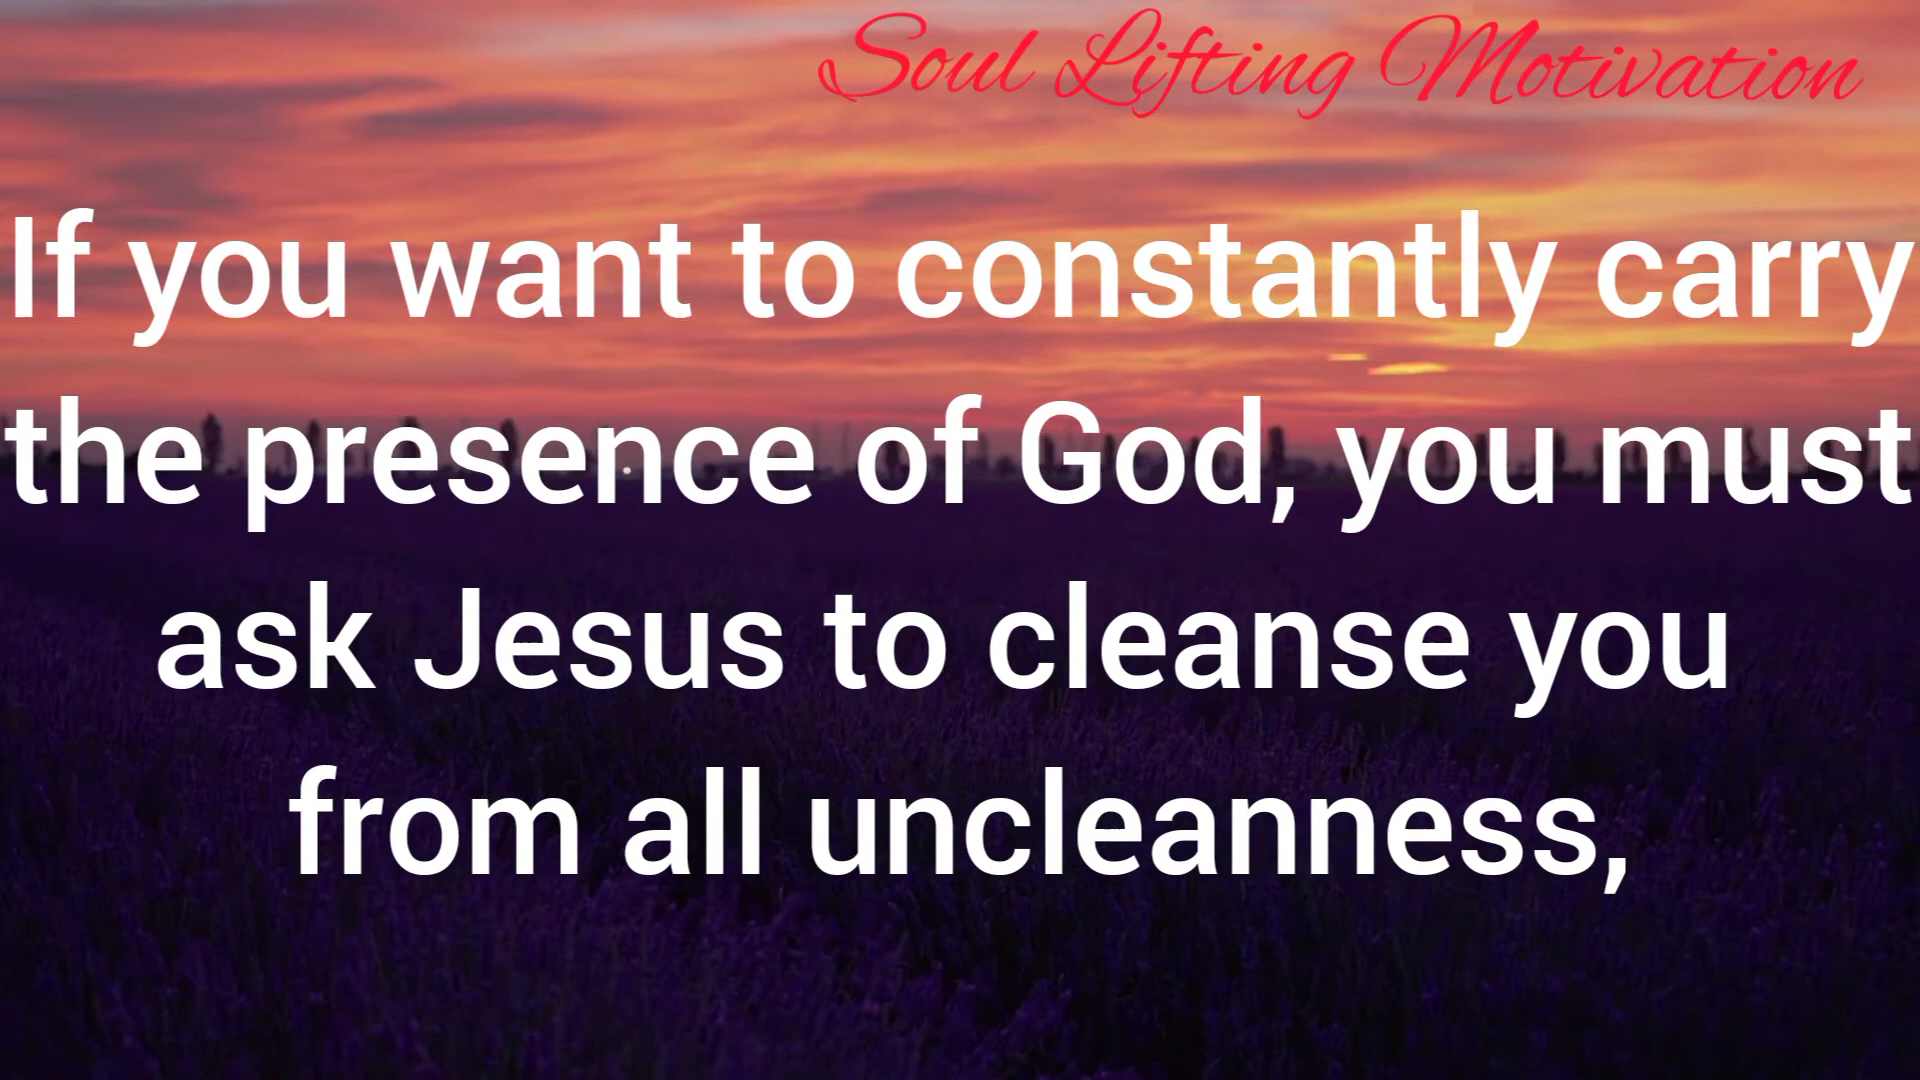 Soul Lifting Motivation
If you want to constantly carry
the presence of God, you must
ask Jesus to cleanse you
from all uncleanness,